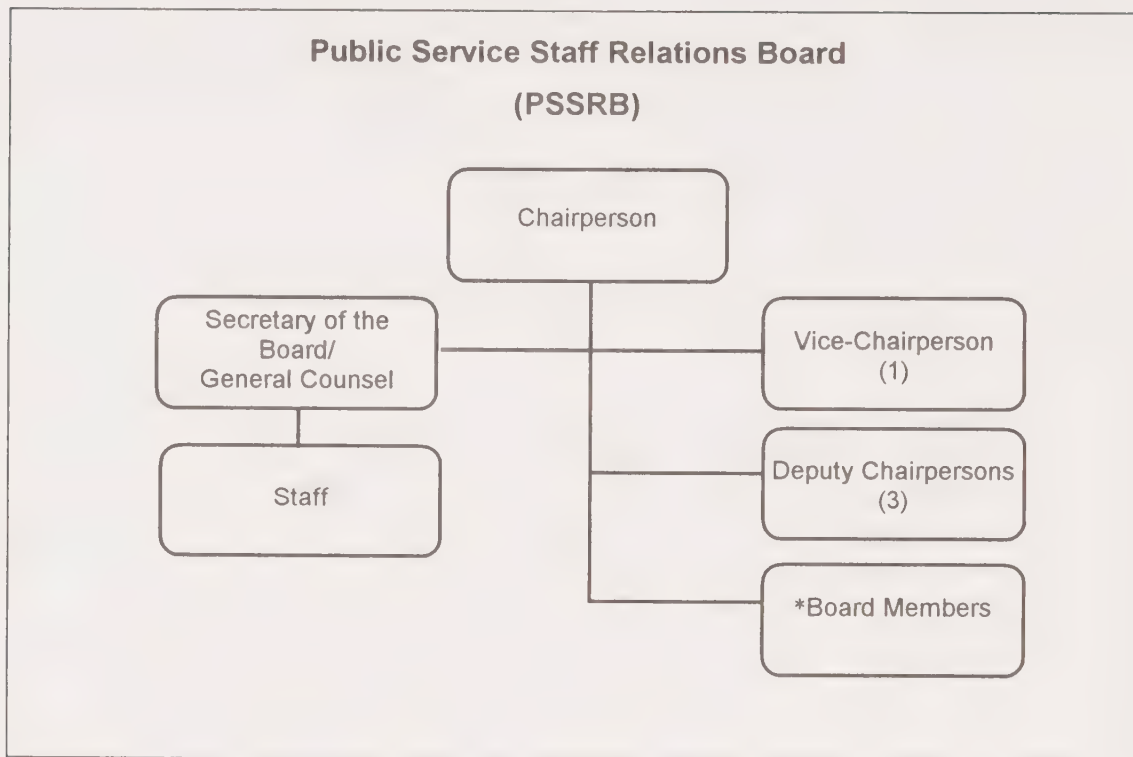 Public Service Staff Relations Board
(PSSRB)
Chairperson
Secretary of the
Board/
General Counsel
Vice-Chairperson
(1)
Staff
Deputy Chairpersons
(3)
*Board Members